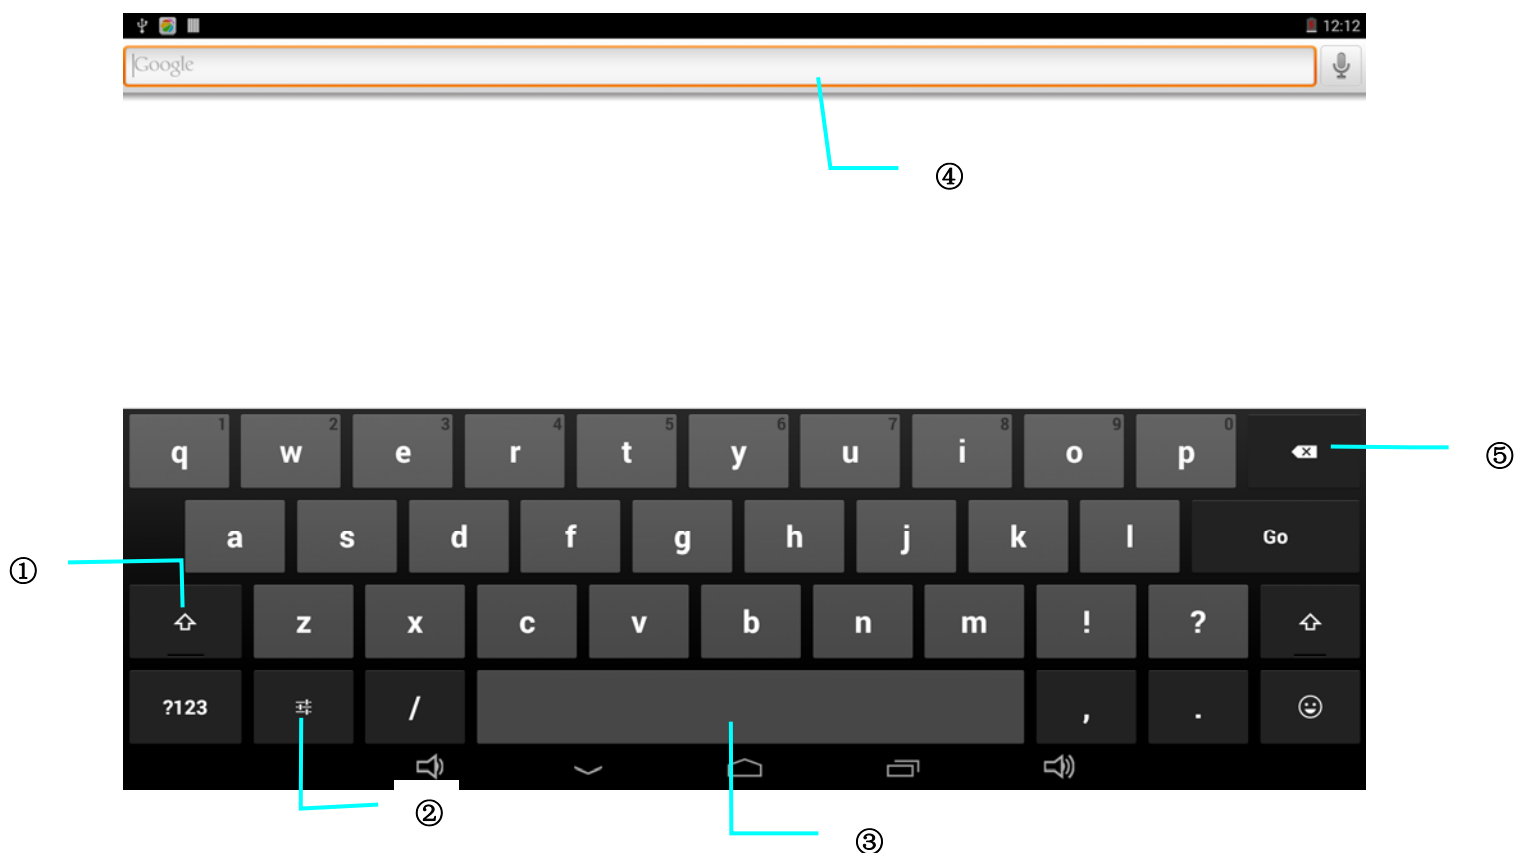 12:12
Google
④
1 2 3 4 5 6 7 8 9 0
q w e r t y u i o p
⑤
a s d f g h j k l Go
①
z x c v b n m ! ?
?123 / , .
②
③